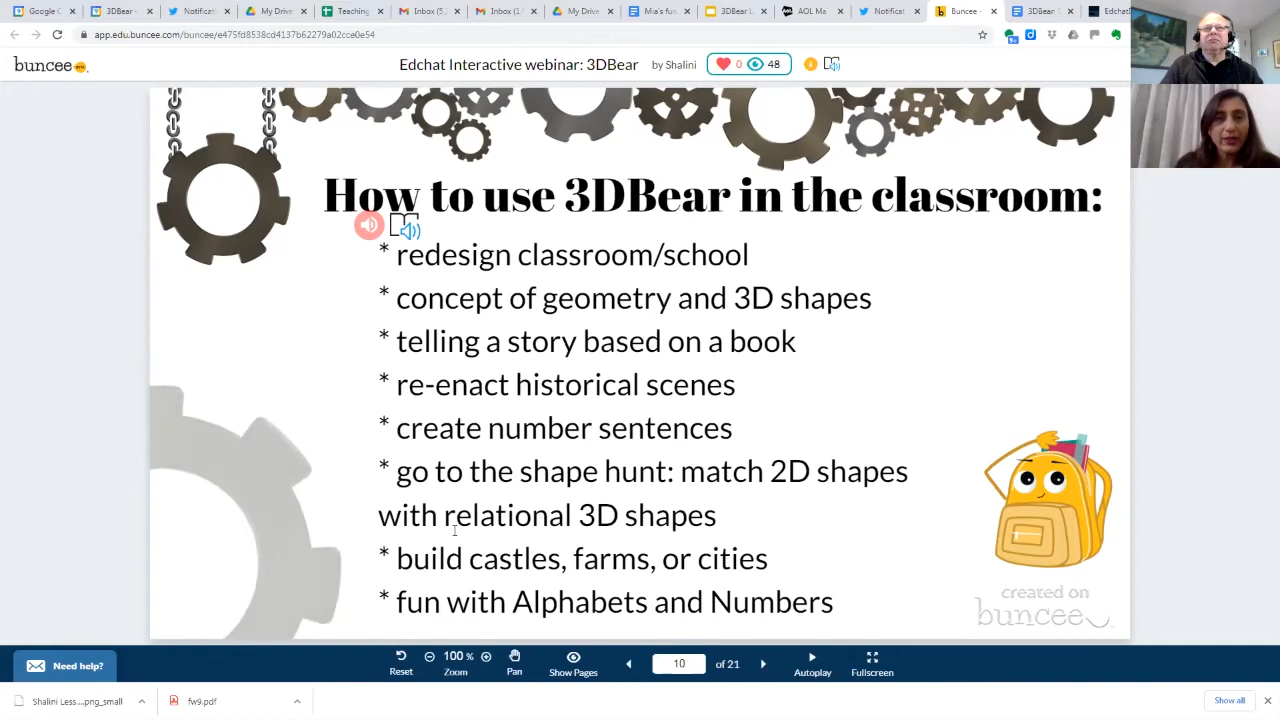 Google C
3DBear -
Notificati
My Drive
Teaching
Gmail
Inbox (5,
Inbox (1/
My Drive
Mia's fun
3DBear L
AOL Ma
Notificat
Buncee -
3DBear
EdchatI
app.edu.buncee.com/buncee/e475fd8538cd4137b62279a02cce0e54
buncee
Edchat Interactive webinar: 3DBear by Shalini 0 48
How to use 3DBear in the classroom:
* redesign classroom/school
* concept of geometry and 3D shapes
* telling a story based on a book
* re-enact historical scenes
* create number sentences
* go to the shape hunt: match 2D shapes
with relational 3D shapes
* build castles, farms, or cities
* fun with Alphabets and Numbers
created on
buncee
Need help?
Reset
100 %
Zoom
Pan
Show Pages
10 of 21
Autoplay
Fullscreen
Shalini Less....png_small
fw9.pdf
Show all